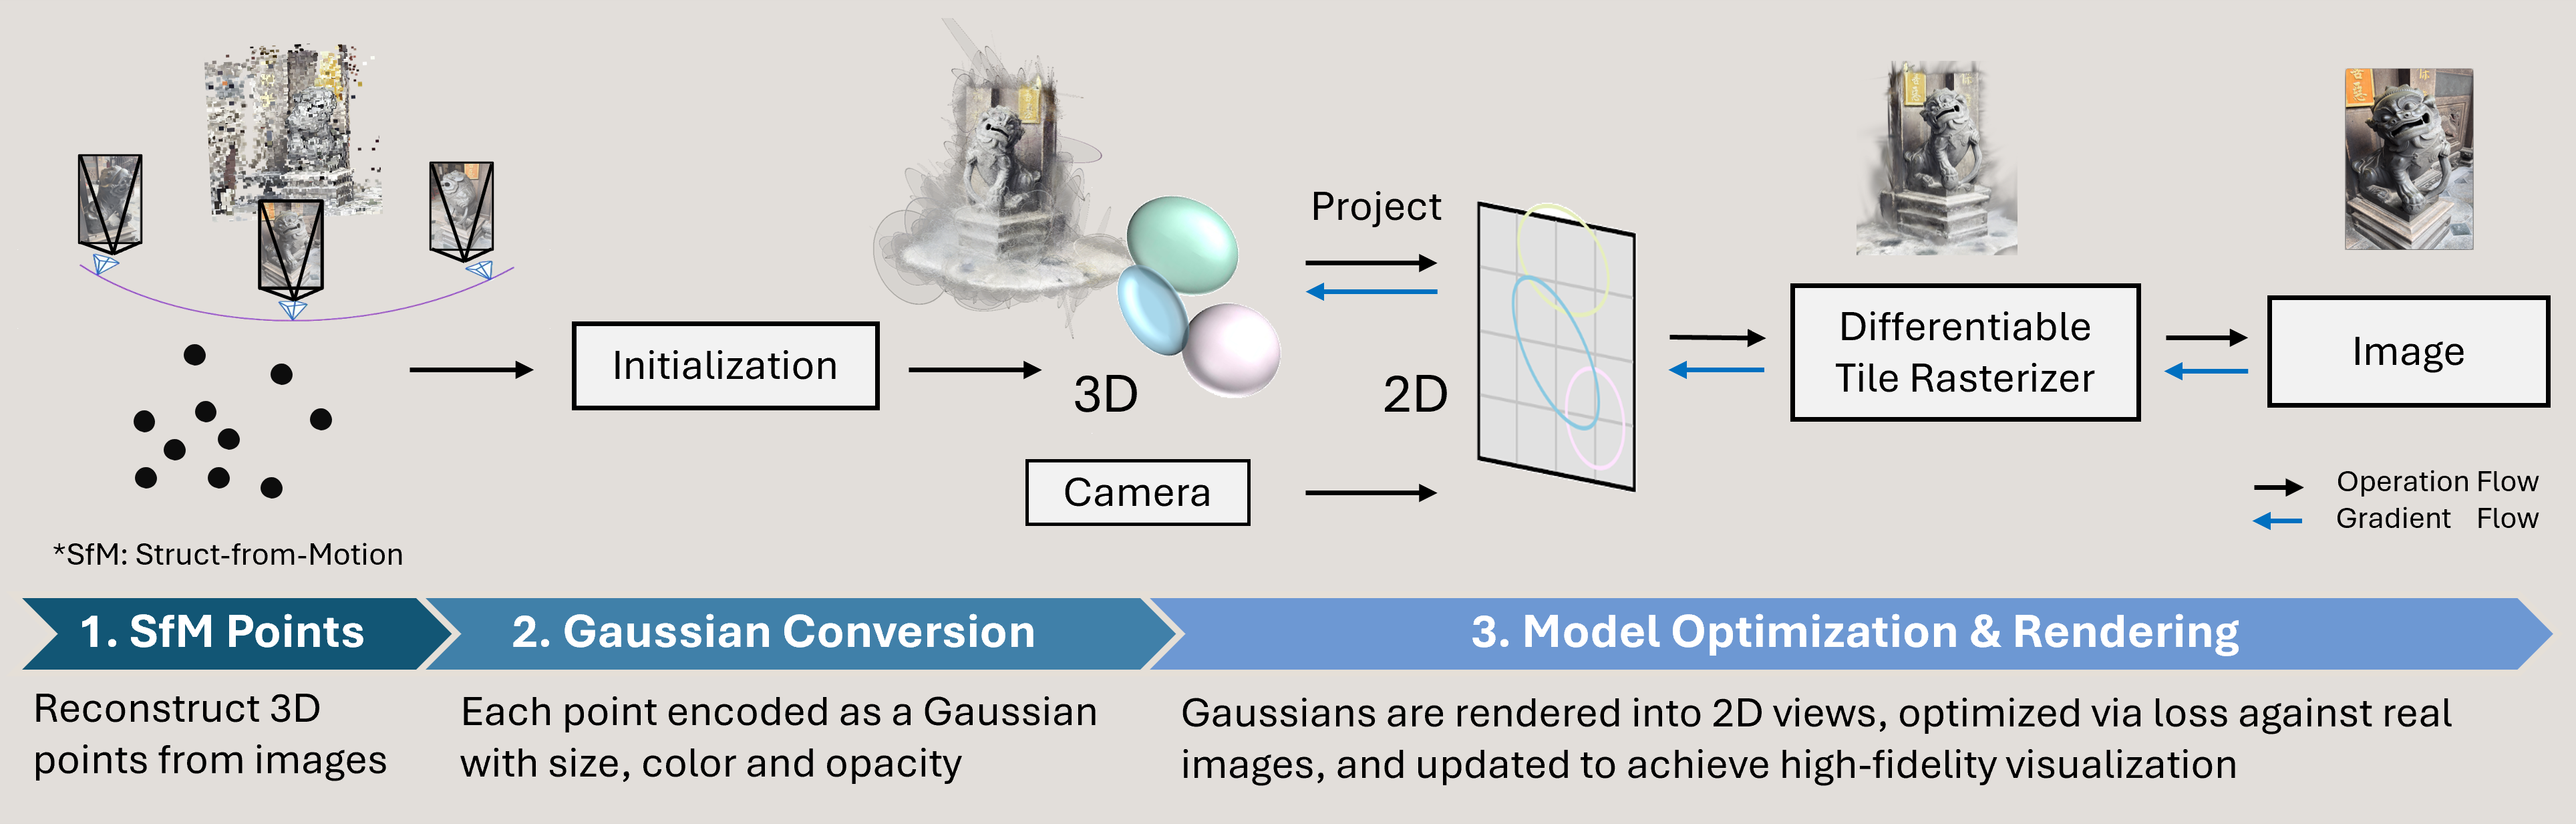 Project
Initialization
3D
2D
Camera
Differentiable
Tile Rasterizer
Image
Operation Flow
Gradient Flow
*SfM: Struct-from-Motion
1. SfM Points
2. Gaussian Conversion
3. Model Optimization & Rendering
Reconstruct 3D
points from images
Each point encoded as a Gaussian
with size, color and opacity
Gaussians are rendered into 2D views, optimized via loss against real
images, and updated to achieve high-fidelity visualization